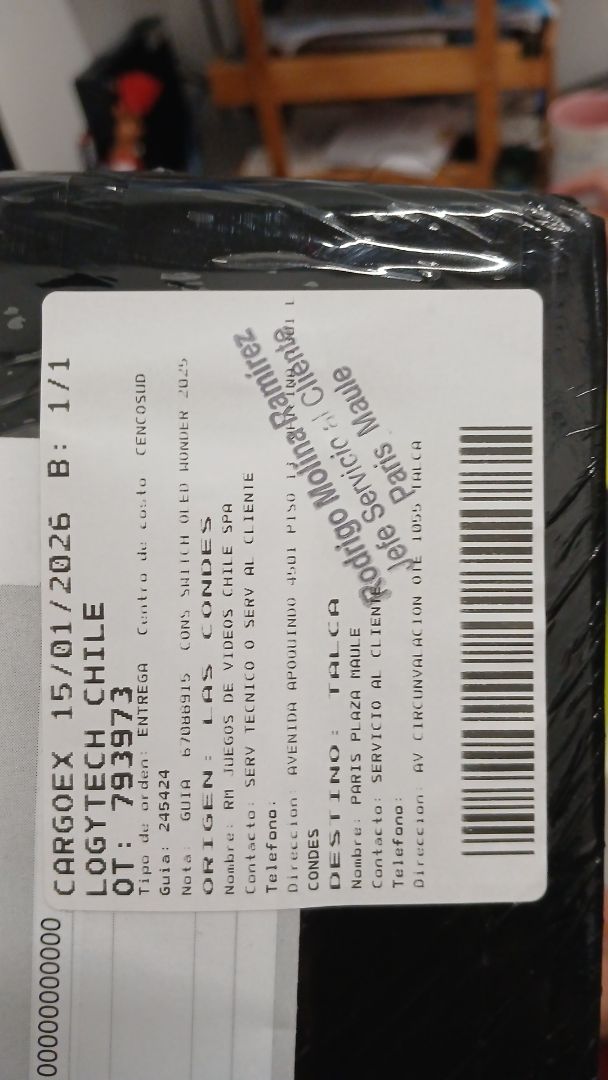 CARGOEX 15/01/2026 B: 1/1
LOGYTECH CHILE
OT: 793973
Tipo de orden: ENTREGA Centro de costo CENCOSUD
Guia: 245424
Nota: GUIA 67088915 CONS SWITCH OLED WONDER 2025
ORIGEN: LAS CONDES
Nombre: RM JUEGOS DE VIDEOS CHILE SPA
Contacto: SERV TECNICO O SERV AL CLIENTE
Telefono:
Direccion: AVENIDA APOQUINDO 4501 PISO
CONDES
DESTINO: TALCA
Nombre: PARIS PLAZA MAULE
Contacto: SERVICIO AL CLIENTE
Telefono:
Direccion: AV CIRCUNVALACION OTE 1055 TALCA
Rodrigo Molina Ramírez
Jefe Servicio al Cliente
Paris Maule
00000000000